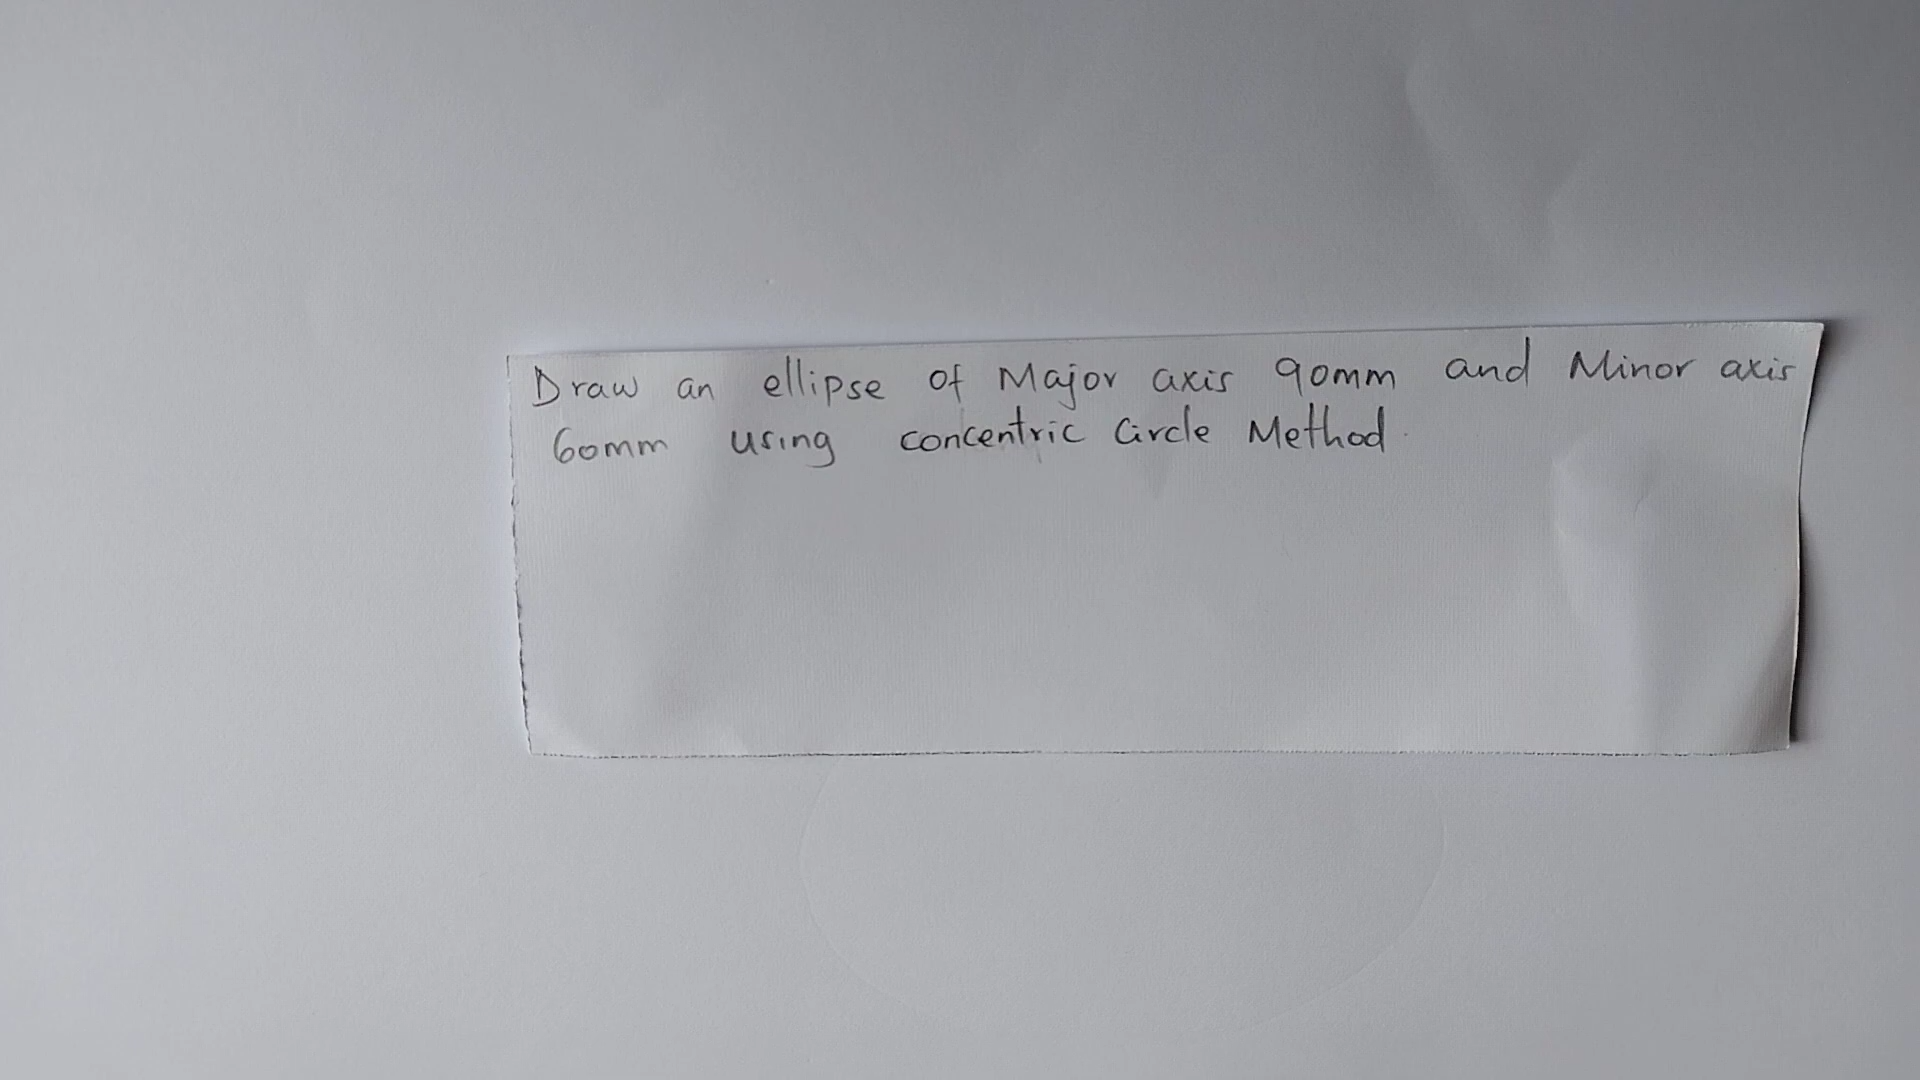 Draw an ellipse of Major axis 90mm and Minor axis
60mm using concentric Circle Method.